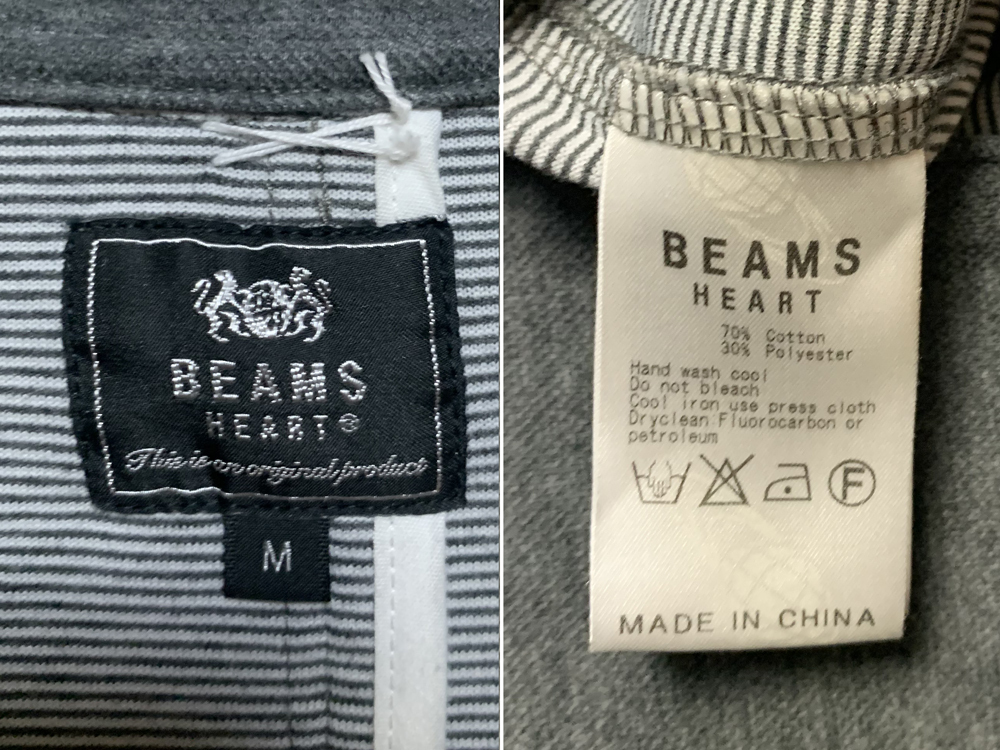 BEAMS
HEART®
This is an original product
M
BEAMS
HEART
70% Cotton
30% Polyester
Hand wash cool
Do not bleach
Cool iron use press cloth
Dryclean:Fluorocarbon or
petroleum
F
MADE IN CHINA